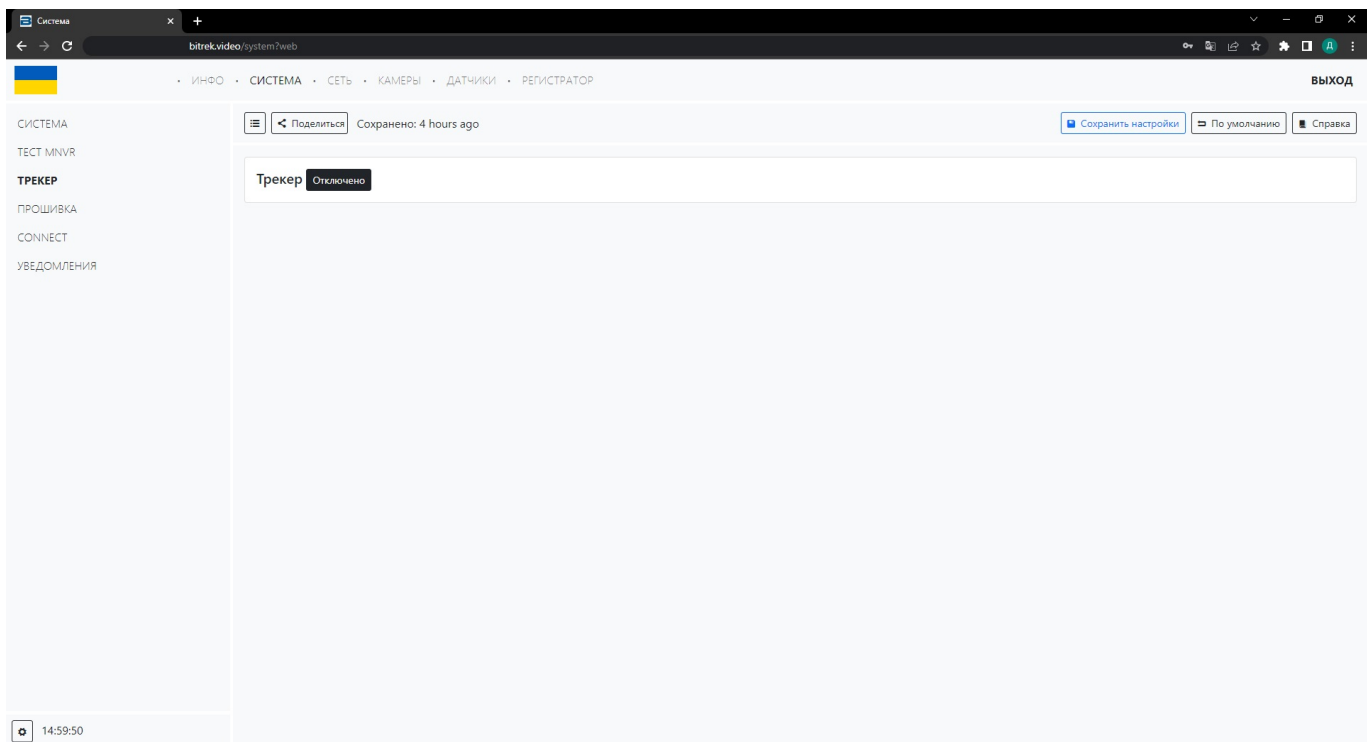 Система
bitrek.video/system?web
Д
• ИНФО • СИСТЕМА • СЕТЬ • КАМЕРЫ • ДАТЧИКИ • РЕГИСТРАТОР
ВЫХОД
СИСТЕМА
ТЕСТ MNVR
ТРЕКЕР
ПРОШИВКА
CONNECT
УВЕДОМЛЕНИЯ
Поделиться Сохранено: 4 hours ago
Сохранить настройки По умолчанию Справка
Трекер Отключено
14:59:50